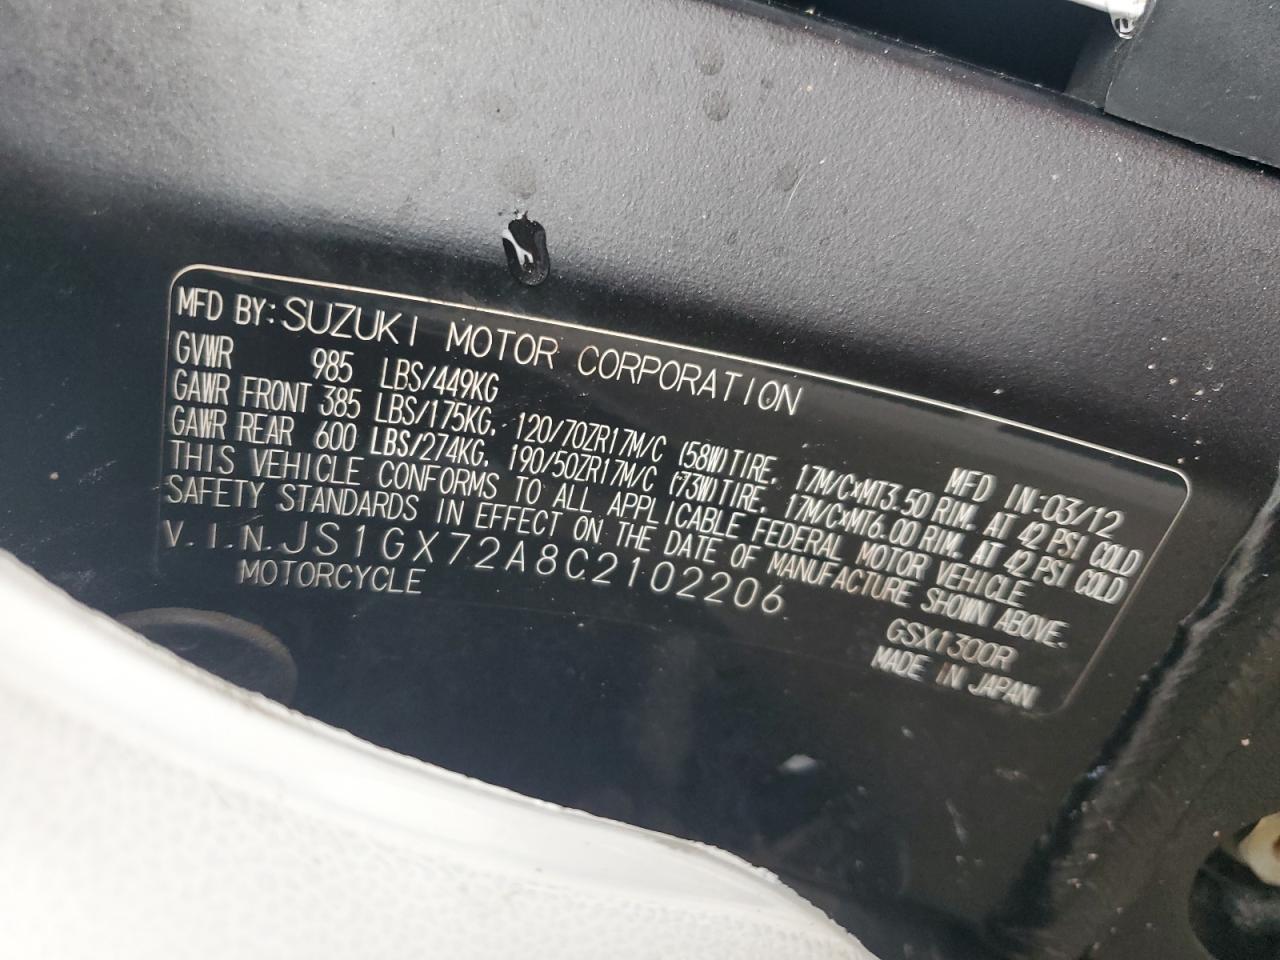 MFD BY: SUZUKI MOTOR CORPORATION
MFD IN: 03/12
GVWR 985 LBS/449KG
GAWR FRONT 385 LBS/175KG, 120/70ZR17M/C (58W)TIRE, 17M/C×MT3.50 RIM, AT 42 PSI COLD
GAWR REAR 600 LBS/274KG, 190/50ZR17M/C (73W)TIRE, 17M/C×MT6.00 RIM, AT 42 PSI COLD
THIS VEHICLE CONFORMS TO ALL APPLICABLE FEDERAL MOTOR VEHICLE
SAFETY STANDARDS IN EFFECT ON THE DATE OF MANUFACTURE SHOWN ABOVE.
V.I.N. JS1GX72A8C2102206
GSX1300R
MOTORCYCLE
MADE IN JAPAN